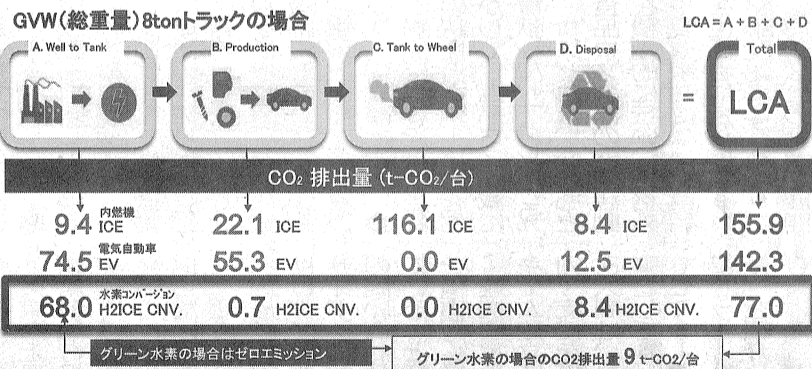 GVW(総重量)8tonトラックの場合
LCA=A+B+C+D
A. Well to Tank
B. Production
C. Tank to Wheel
D. Disposal
=
Total
LCA
CO₂ 排出量 (t-CO₂/台)
9.4 内燃機 ICE 22.1 ICE 116.1 ICE 8.4 ICE 155.9
74.5 電気自動車 EV 55.3 EV 0.0 EV 12.5 EV 142.3
68.0 水素コンバージョン H2ICE CNV. 0.7 H2ICE CNV. 0.0 H2ICE CNV. 8.4 H2ICE CNV. 77.0
グリーン水素の場合はゼロエミッション
グリーン水素の場合のCO2排出量 9 t-CO₂/台